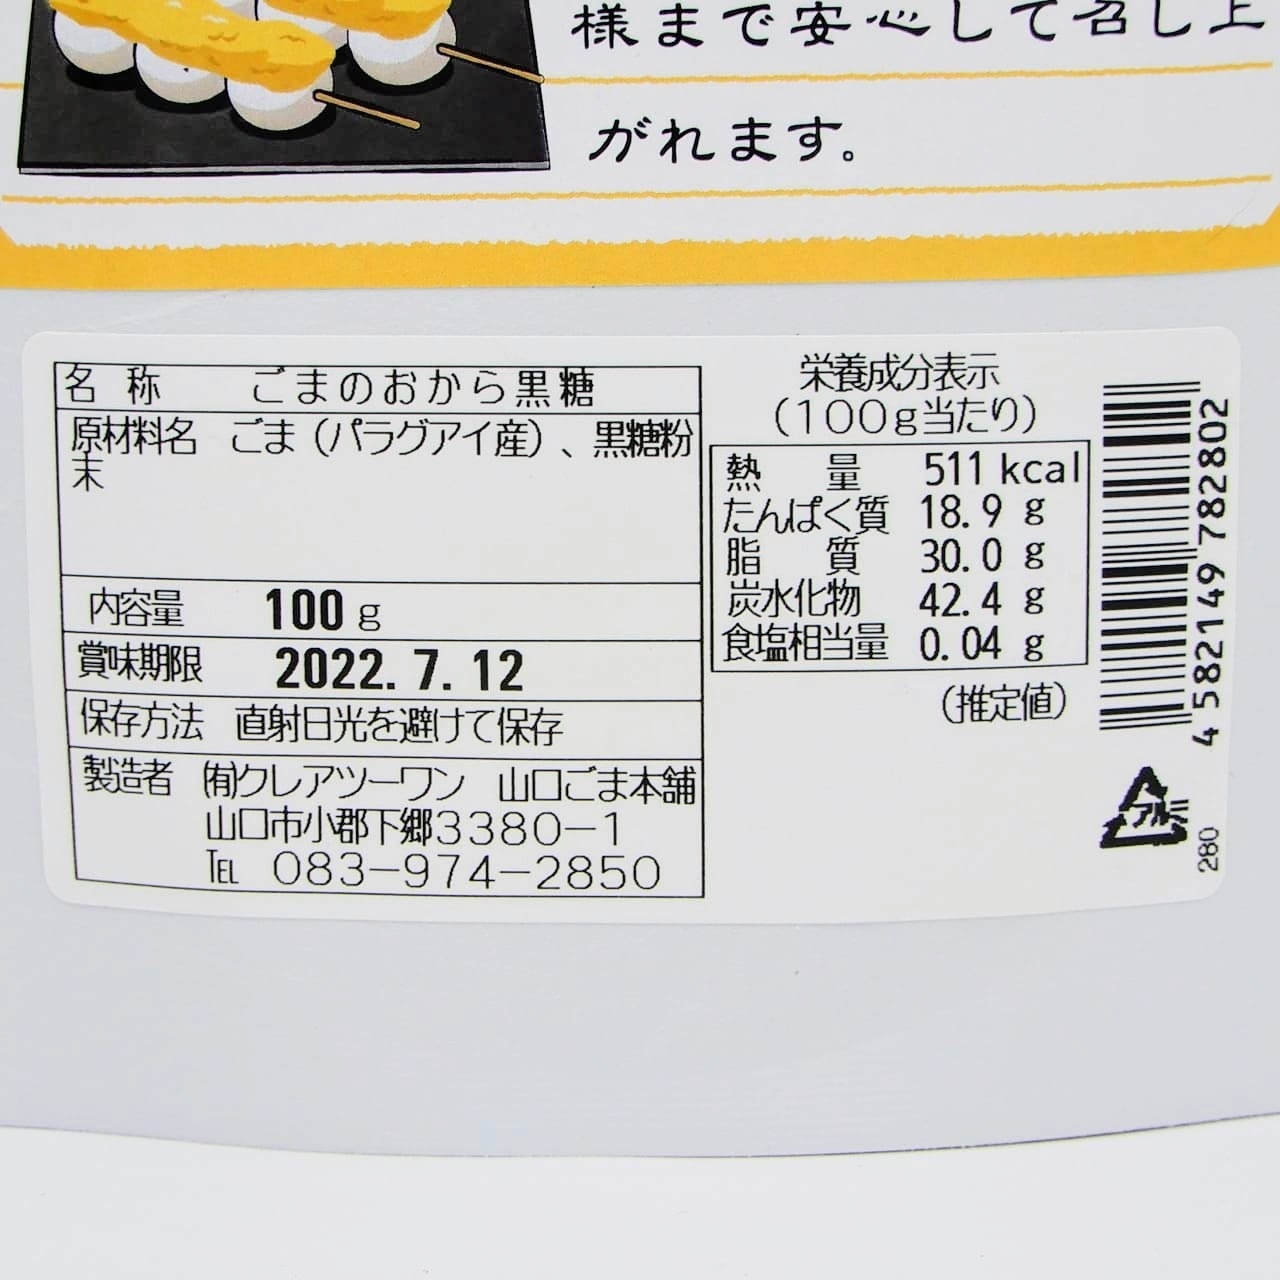 様まで安心して召し上
がれます。
名 称 ごまのおから黒糖
原材料名 ごま（パラグアイ産）、黒糖粉
末
内容量 100g
賞味期限 2022.7.12
保存方法 直射日光を避けて保存
製造者 ㈲クレアツーワン 山口ごま本舗
山口市小郡下郷3380-1
TEL 083-974-2850
栄養成分表示
（100g当たり）
熱 量 511kcal
たんぱく質 18.9g
脂 質 30.0g
炭水化物 42.4g
食塩相当量 0.04g
（推定値）
4 582149 782802
アルミ
280